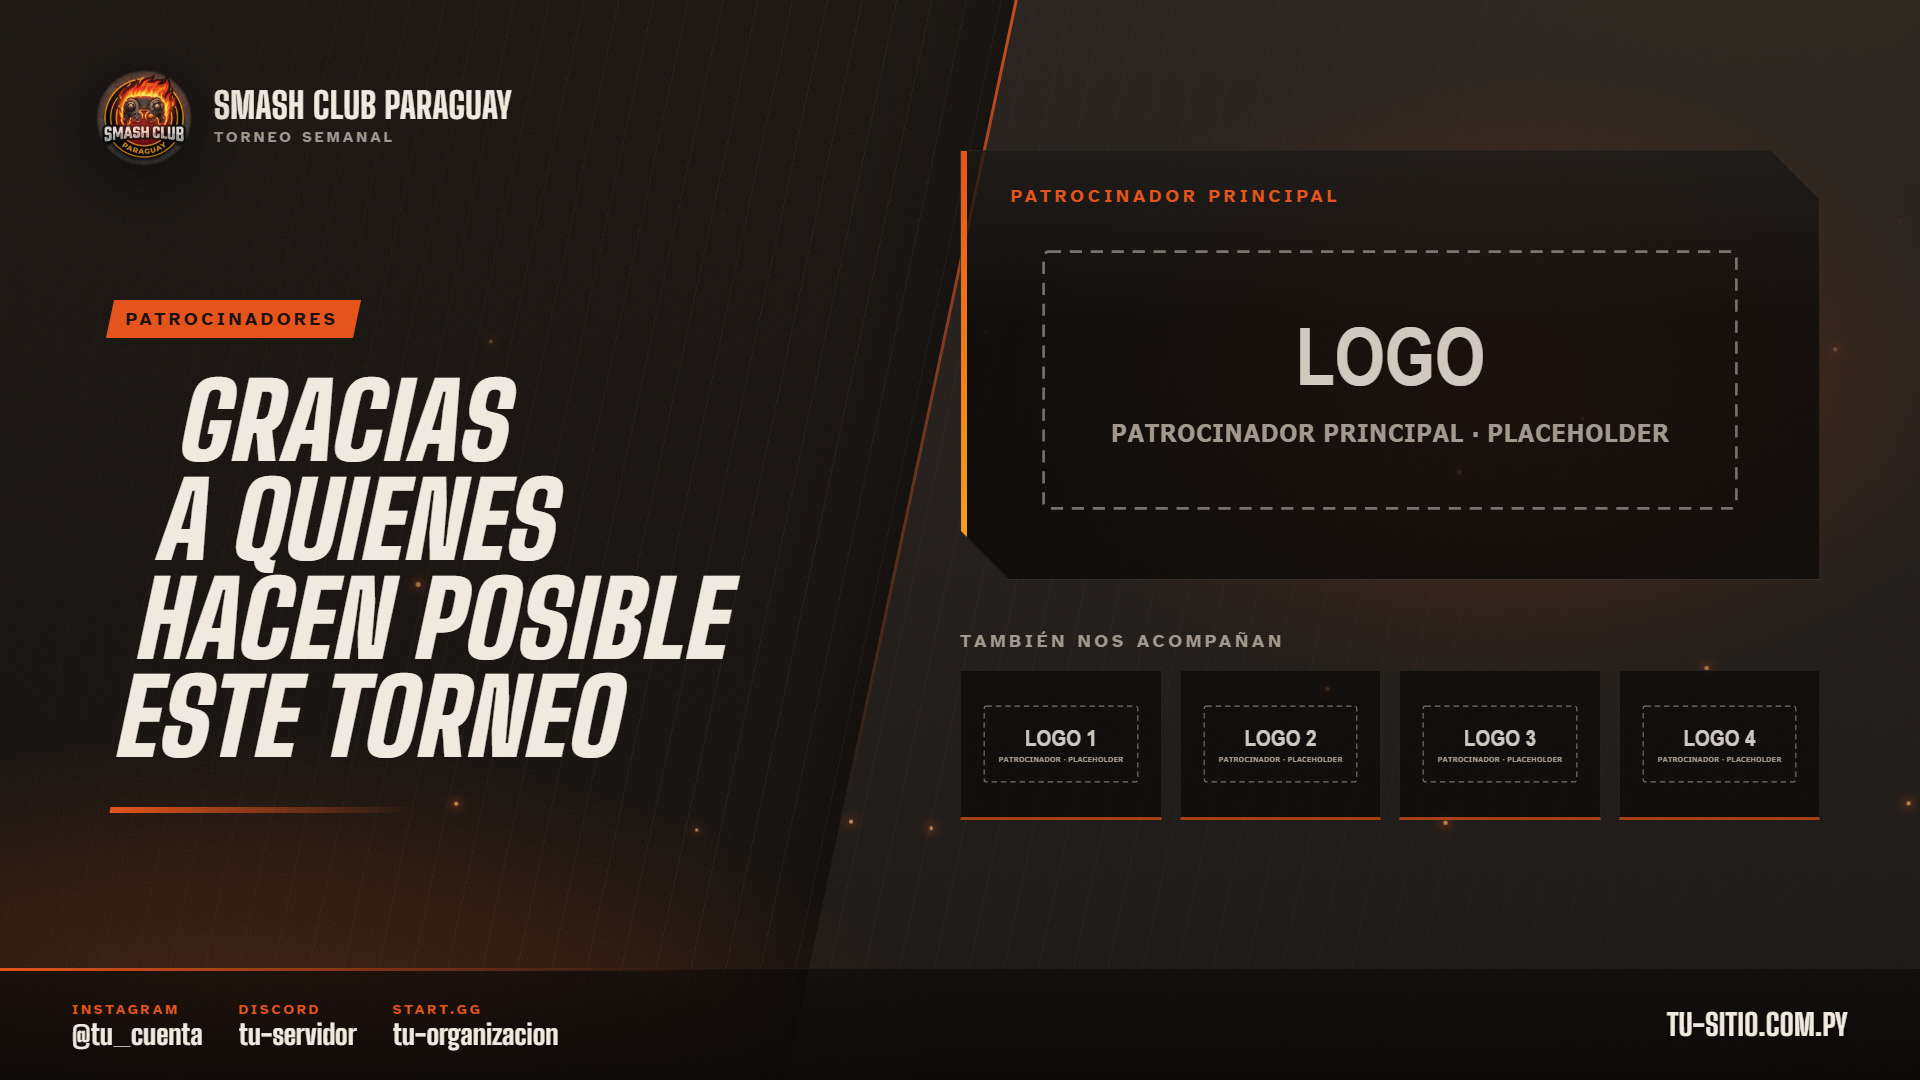 SMASH CLUB
PARAGUAY
SMASH CLUB PARAGUAY
TORNEO SEMANAL
PATROCINADORES
GRACIAS
A QUIENES
HACEN POSIBLE
ESTE TORNEO
PATROCINADOR PRINCIPAL
LOGO
PATROCINADOR PRINCIPAL · PLACEHOLDER
TAMBIÉN NOS ACOMPAÑAN
LOGO 1
PATROCINADOR · PLACEHOLDER
LOGO 2
PATROCINADOR · PLACEHOLDER
LOGO 3
PATROCINADOR · PLACEHOLDER
LOGO 4
PATROCINADOR · PLACEHOLDER
INSTAGRAM
@tu_cuenta
DISCORD
tu-servidor
START.GG
tu-organizacion
TU-SITIO.COM.PY